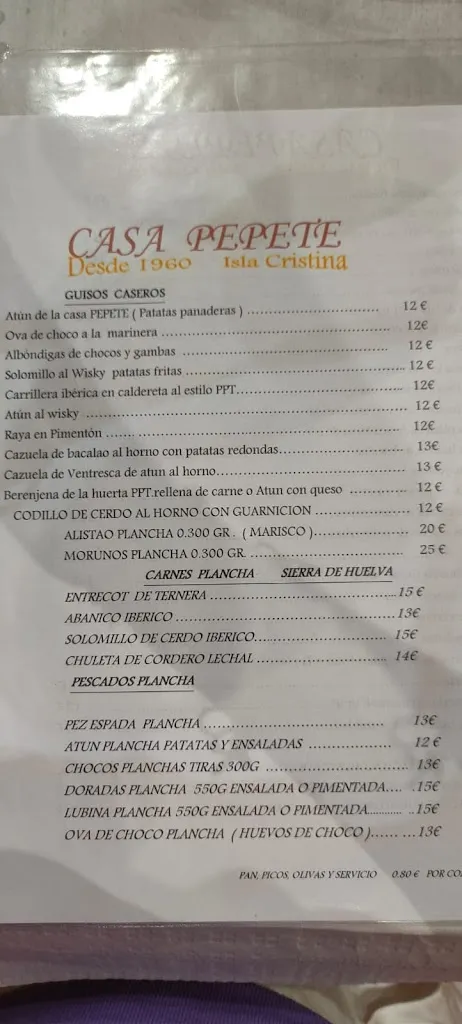 CASA PEPETE
Desde 1960 Isla Cristina
GUISOS CASEROS
Atún de la casa PEPETE ( Patatas panaderas ) .................................. 12 €
Ova de choco a la marinera ........................................................... 12€
Albóndigas de chocos y gambas ..................................................... 12 €
Solomillo al Wisky patatas fritas ..................................................... 12 €
Carrillera ibérica en caldereta al estilo PPT....................................... 12€
Atún al wisky .............................................................................. 12 €
Raya en Pimentón ....... ................................................................ 12€
Cazuela de bacalao al horno con patatas redondas............................ 13€
Cazuela de Ventresca de atun al horno............................................ 13 €
Berenjena de la huerta PPT.rellena de carne o Atun con queso .............. 12 €
CODILLO DE CERDO AL HORNO CON GUARNICION ........................ 12 €
ALISTAO PLANCHA 0.300 GR . ( MARISCO )........................ 20 €
MORUNOS PLANCHA 0.300 GR. ...................................... 25 €
CARNES PLANCHA SIERRA DE HUELVA
ENTRECOT DE TERNERA .............................................15 €
ABANICO IBERICO .....................................................13€
SOLOMILLO DE CERDO IBERICO................................. 15€
CHULETA DE CORDERO LECHAL ................................ 14€
PESCADOS PLANCHA
PEZ ESPADA PLANCHA ............................................ 13€
ATUN PLANCHA PATATAS Y ENSALADAS .................... 12 €
CHOCOS PLANCHAS TIRAS 300G .................................. 13€
DORADAS PLANCHA 550G ENSALADA O PIMENTADA.... .15€
LUBINA PLANCHA 550G ENSALADA O PIMENTADA............ ..15€
OVA DE CHOCO PLANCHA ( HUEVOS DE CHOCO )...... ...13€
PAN, PICOS, OLIVAS Y SERVICIO 0.80 € POR